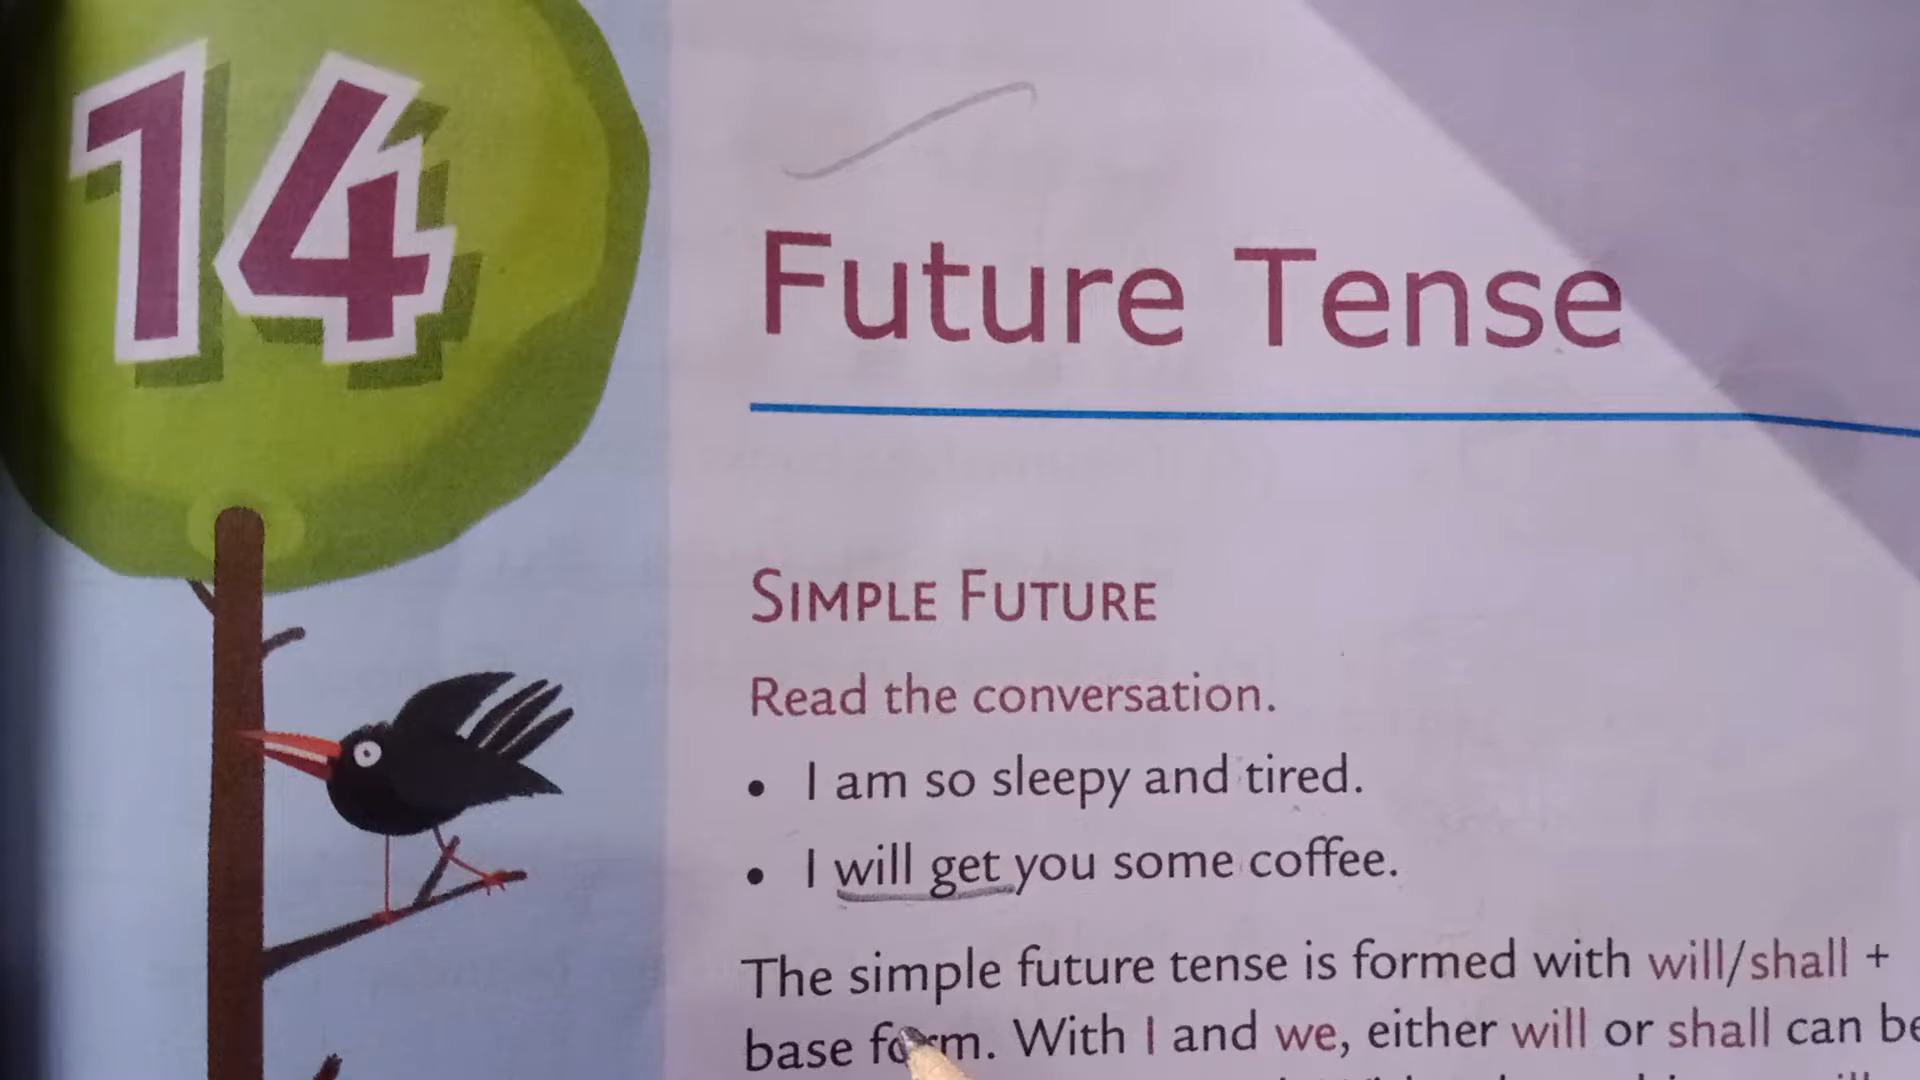 14
Future Tense
SIMPLE FUTURE
Read the conversation.
• I am so sleepy and tired.
• I will get you some coffee.
The simple future tense is formed with will/shall +
base form. With I and we, either will or shall can be